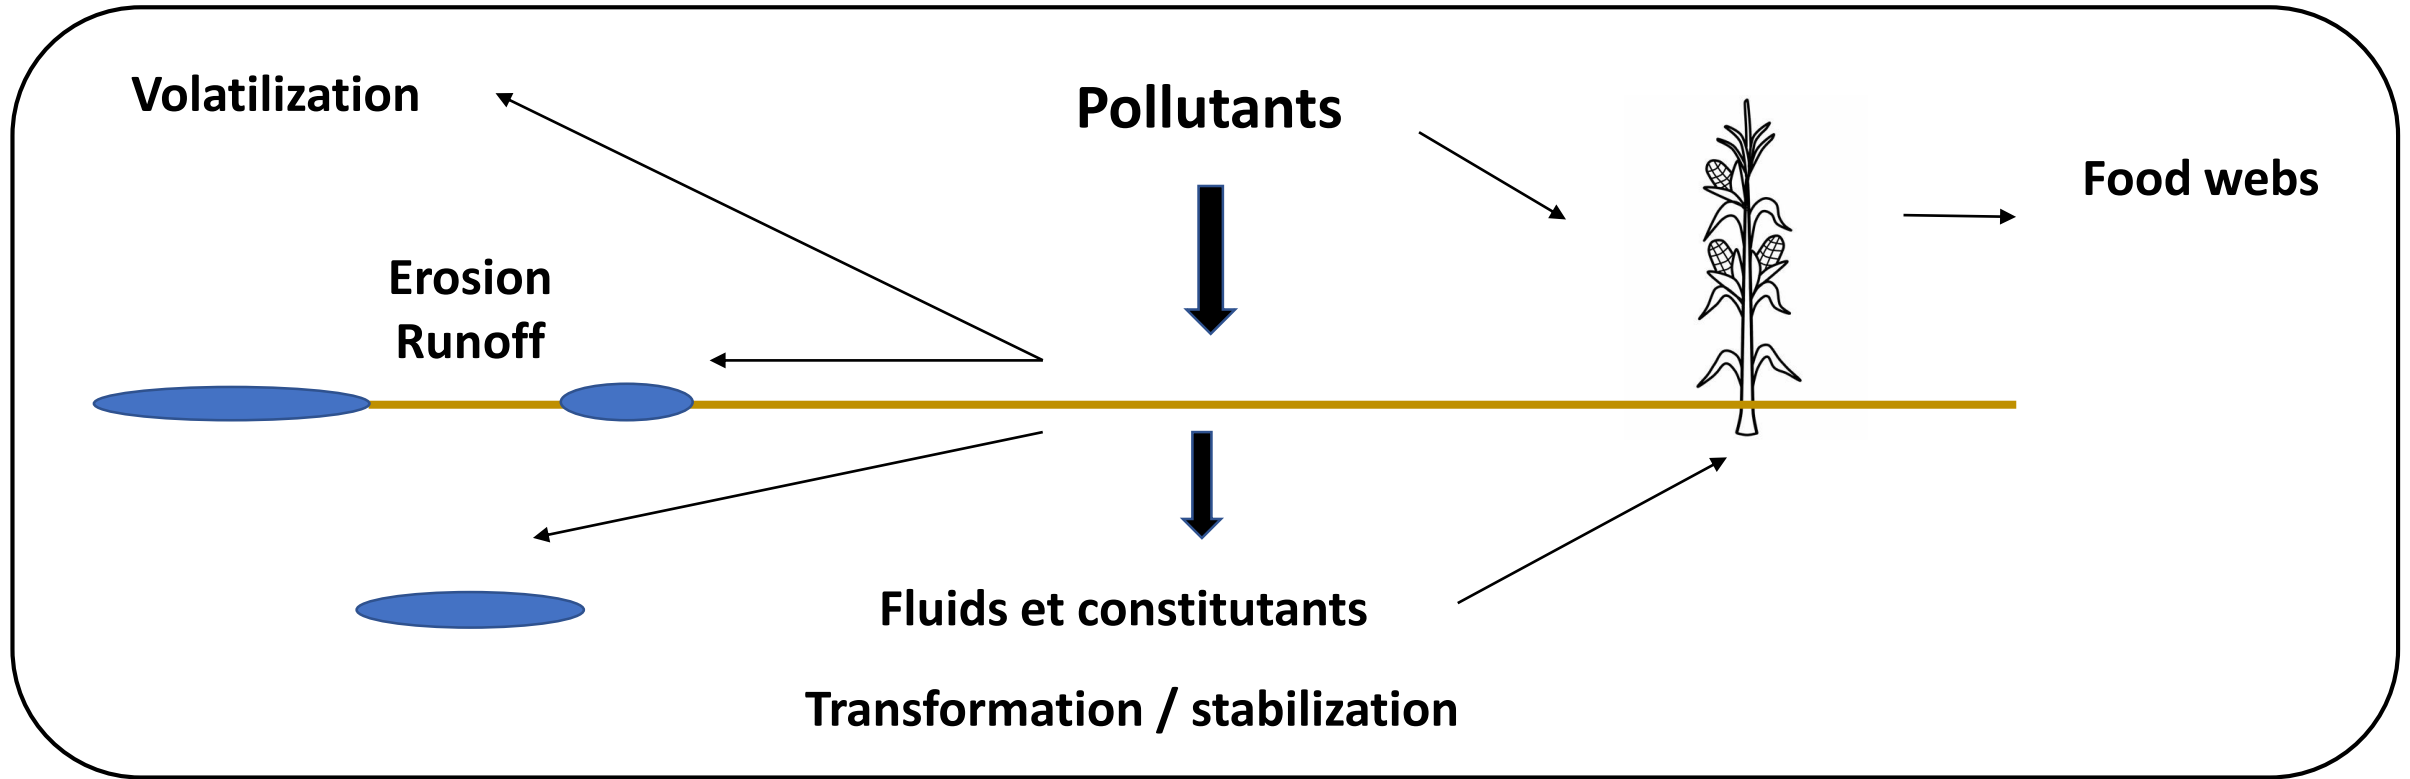 Volatilization
Pollutants
Food webs
Erosion
Runoff
Fluids et constitutants
Transformation / stabilization